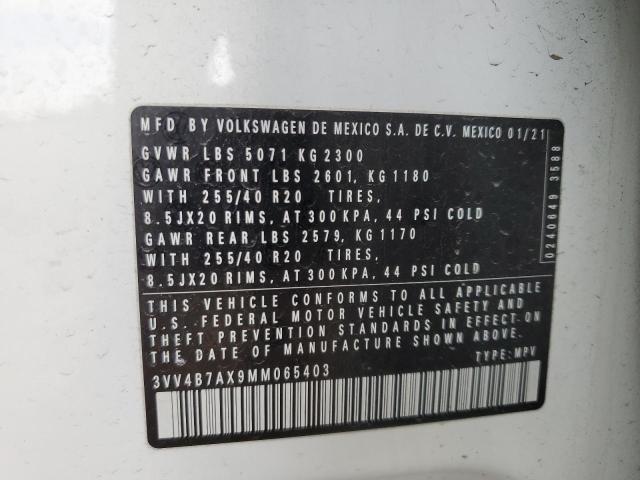 MFD BY VOLKSWAGEN DE MEXICO S.A. DE C.V. MEXICO 01/21
GVWR LBS 5071 KG 2300
GAWR FRONT LBS 2601, KG 1180
WITH 255/40 R20 TIRES,
8.5JX20 RIMS, AT 300 KPA, 44 PSI COLD
GAWR REAR LBS 2579, KG 1170
WITH 255/40 R20 TIRES,
8.5JX20 RIMS, AT 300 KPA, 44 PSI COLD
THIS VEHICLE CONFORMS TO ALL APPLICABLE
U.S. FEDERAL MOTOR VEHICLE SAFETY AND
THEFT PREVENTION STANDARDS IN EFFECT ON
THE DATE OF MANUFACTURE SHOWN ABOVE.
3VV4B7AX9MM065403 TYPE: MPV
0240649 3588